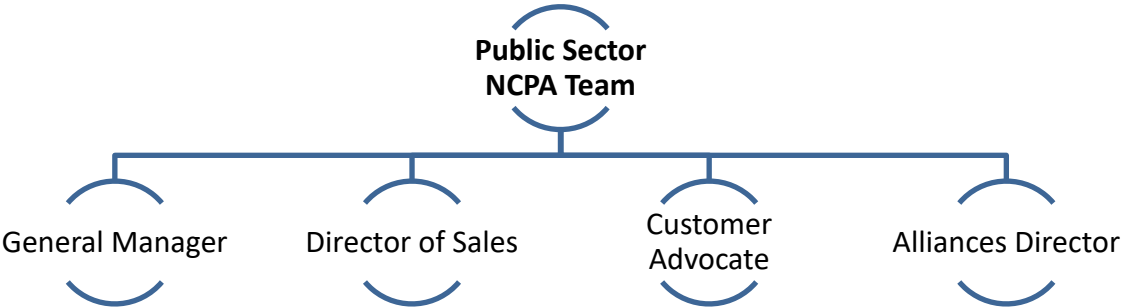 Public Sector
NCPA Team
General Manager
Director of Sales
Customer
Advocate
Alliances Director